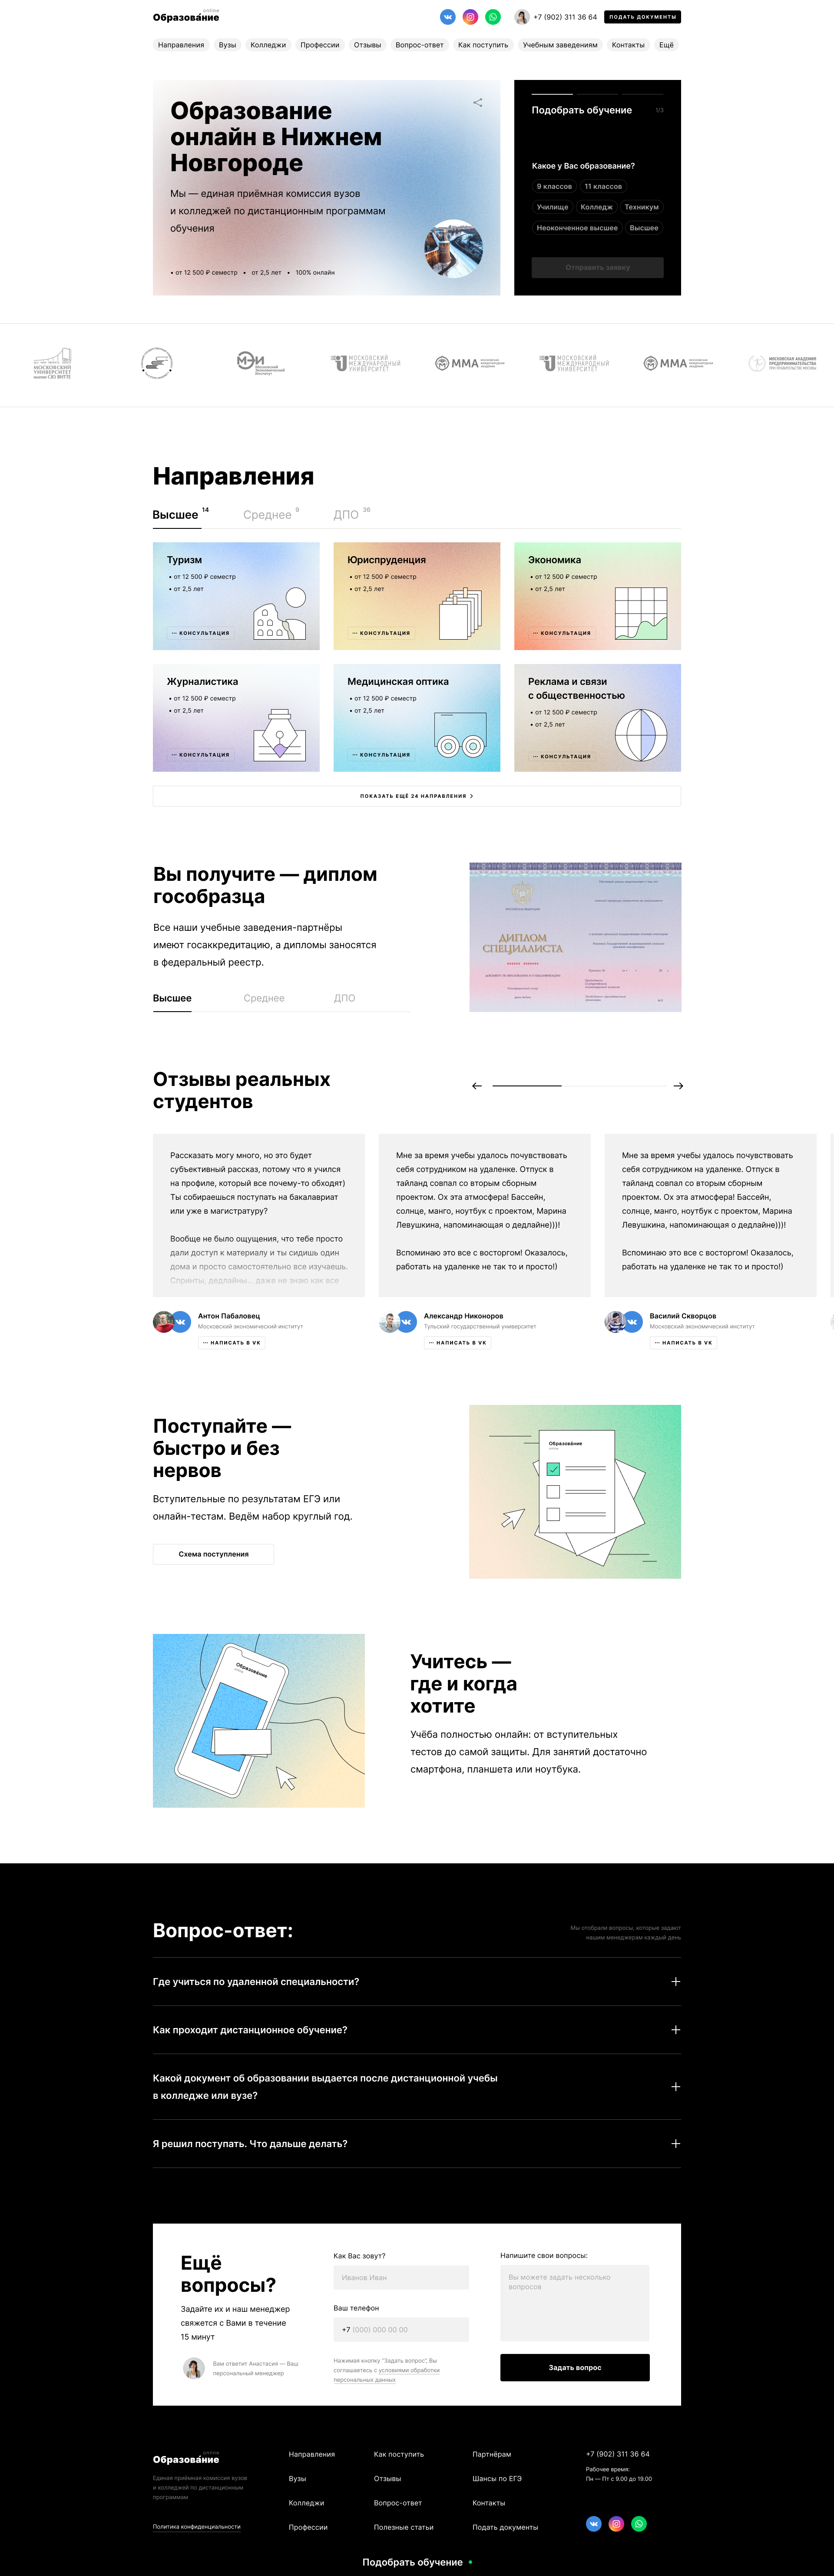 Образование
online
+7 (902) 311 36 64
ПОДАТЬ ДОКУМЕНТЫ
Направления
Вузы
Колледжи
Профессии
Отзывы
Вопрос-ответ
Как поступить
Учебным заведениям
Контакты
Ещё
Образование
онлайн в Нижнем
Новгороде
Мы — единая приёмная комиссия вузов
и колледжей по дистанционным программам
обучения
• от 12 500 ₽ семестр • от 2,5 лет • 100% онлайн
Подобрать обучение
1/3
Какое у Вас образование?
9 классов
11 классов
Училище
Колледж
Техникум
Неоконченное высшее
Высшее
Отправить заявку
МОСКОВСКИЙ
УНИВЕРСИТЕТ
имени С.Ю. ВИТТЕ
МЭИ
Московский
Экономический
Институт
МОСКОВСКИЙ
МЕЖДУНАРОДНЫЙ
УНИВЕРСИТЕТ
ММА
МОСКОВСКАЯ
МЕЖДУНАРОДНАЯ
АКАДЕМИЯ
МОСКОВСКИЙ
МЕЖДУНАРОДНЫЙ
УНИВЕРСИТЕТ
ММА
МОСКОВСКАЯ
МЕЖДУНАРОДНАЯ
АКАДЕМИЯ
МОСКОВСКАЯ АКАДЕМИЯ
ПРЕДПРИНИМАТЕЛЬСТВА
ПРИ ПРАВИТЕЛЬСТВЕ МОСКВЫ
Направления
Высшее 14
Среднее 9
ДПО 36
Туризм
• от 12 500 ₽ семестр
• от 2,5 лет
КОНСУЛЬТАЦИЯ
Юриспруденция
• от 12 500 ₽ семестр
• от 2,5 лет
КОНСУЛЬТАЦИЯ
Экономика
• от 12 500 ₽ семестр
• от 2,5 лет
КОНСУЛЬТАЦИЯ
Журналистика
• от 12 500 ₽ семестр
• от 2,5 лет
КОНСУЛЬТАЦИЯ
Медицинская оптика
• от 12 500 ₽ семестр
• от 2,5 лет
КОНСУЛЬТАЦИЯ
Реклама и связи
с общественностью
• от 12 500 ₽ семестр
• от 2,5 лет
КОНСУЛЬТАЦИЯ
ПОКАЗАТЬ ЕЩЁ 24 НАПРАВЛЕНИЯ
Вы получите — диплом
гособразца
Все наши учебные заведения-партнёры
имеют госаккредитацию, а дипломы заносятся
в федеральный реестр.
Высшее
Среднее
ДПО
ДИПЛОМ
СПЕЦИАЛИСТА
Отзывы реальных
студентов
Рассказать могу много, но это будет
субъективный рассказ, потому что я учился
на профиле, который все почему-то обходят)
Ты собираешься поступать на бакалавриат
или уже в магистратуру?
Вообще не было ощущения, что тебе просто
дали доступ к материалу и ты сидишь один
дома и просто самостоятельно все изучаешь.
Спринты, дедлайны... даже не знаю как все
Антон Пабаловец
Московский экономический институт
НАПИСАТЬ В VK
Мне за время учебы удалось почувствовать
себя сотрудником на удаленке. Отпуск в
тайланд совпал со вторым сборным
проектом. Ох эта атмосфера! Бассейн,
солнце, манго, ноутбук с проектом, Марина
Левушкина, напоминающая о дедлайне)))!
Вспоминаю это все с восторгом! Оказалось,
работать на удаленке не так то и просто!)
Александр Никоноров
Тульский государственный университет
НАПИСАТЬ В VK
Мне за время учебы удалось почувствовать
себя сотрудником на удаленке. Отпуск в
тайланд совпал со вторым сборным
проектом. Ох эта атмосфера! Бассейн,
солнце, манго, ноутбук с проектом, Марина
Левушкина, напоминающая о дедлайне)))!
Вспоминаю это все с восторгом! Оказалось,
работать на удаленке не так то и просто!)
Василий Скворцов
Московский экономический институт
НАПИСАТЬ В VK
Поступайте —
быстро и без
нервов
Вступительные по результатам ЕГЭ или
онлайн-тестам. Ведём набор круглый год.
Схема поступления
Образование
online
Образование
online
Учитесь —
где и когда
хотите
Учёба полностью онлайн: от вступительных
тестов до самой защиты. Для занятий достаточно
смартфона, планшета или ноутбука.
Вопрос-ответ:
Мы отобрали вопросы, которые задают
нашим менеджерам каждый день
Где учиться по удаленной специальности?
Как проходит дистанционное обучение?
Какой документ об образовании выдается после дистанционной учебы
в колледже или вузе?
Я решил поступать. Что дальше делать?
Ещё
вопросы?
Задайте их и наш менеджер
свяжется с Вами в течение
15 минут
Вам ответит Анастасия — Ваш
персональный менеджер
Как Вас зовут?
Иванов Иван
Ваш телефон
+7 (000) 000 00 00
Нажимая кнопку "Задать вопрос", Вы
соглашаетесь с условиями обработки
персональных данных
Напишите свои вопросы:
Вы можете задать несколько
вопросов
Задать вопрос
Образование
online
Единая приёмная комиссия вузов
и колледжей по дистанционным
программам
Политика конфиденциальности
Направления
Вузы
Колледжи
Профессии
Как поступить
Отзывы
Вопрос-ответ
Полезные статьи
Партнёрам
Шансы по ЕГЭ
Контакты
Подать документы
+7 (902) 311 36 64
Рабочее время:
Пн — Пт с 9.00 до 19.00
Подобрать обучение